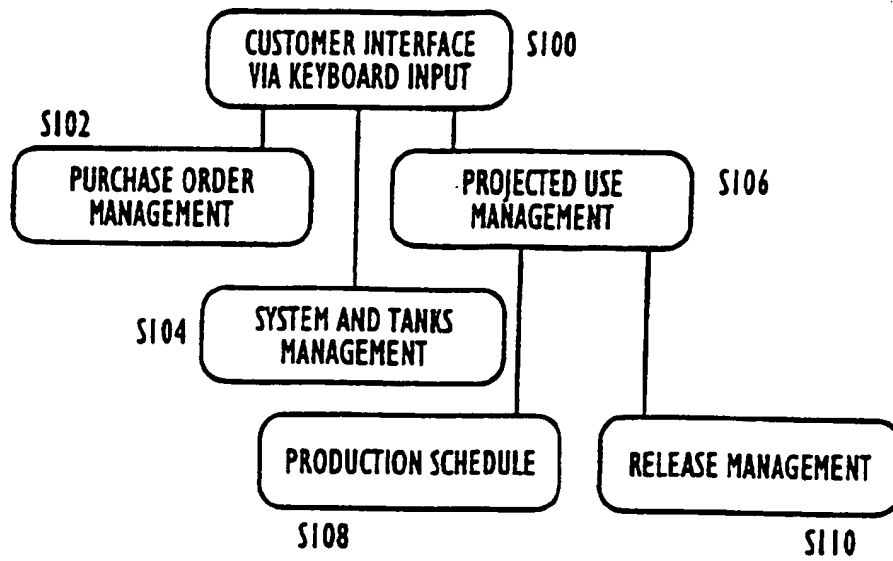 CUSTOMER INTERFACE
VIA KEYBOARD INPUT
S100
S102
PURCHASE ORDER
MANAGEMENT
PROJECTED USE
MANAGEMENT
S106
S104
SYSTEM AND TANKS
MANAGEMENT
PRODUCTION SCHEDULE
RELEASE MANAGEMENT
S108
S110